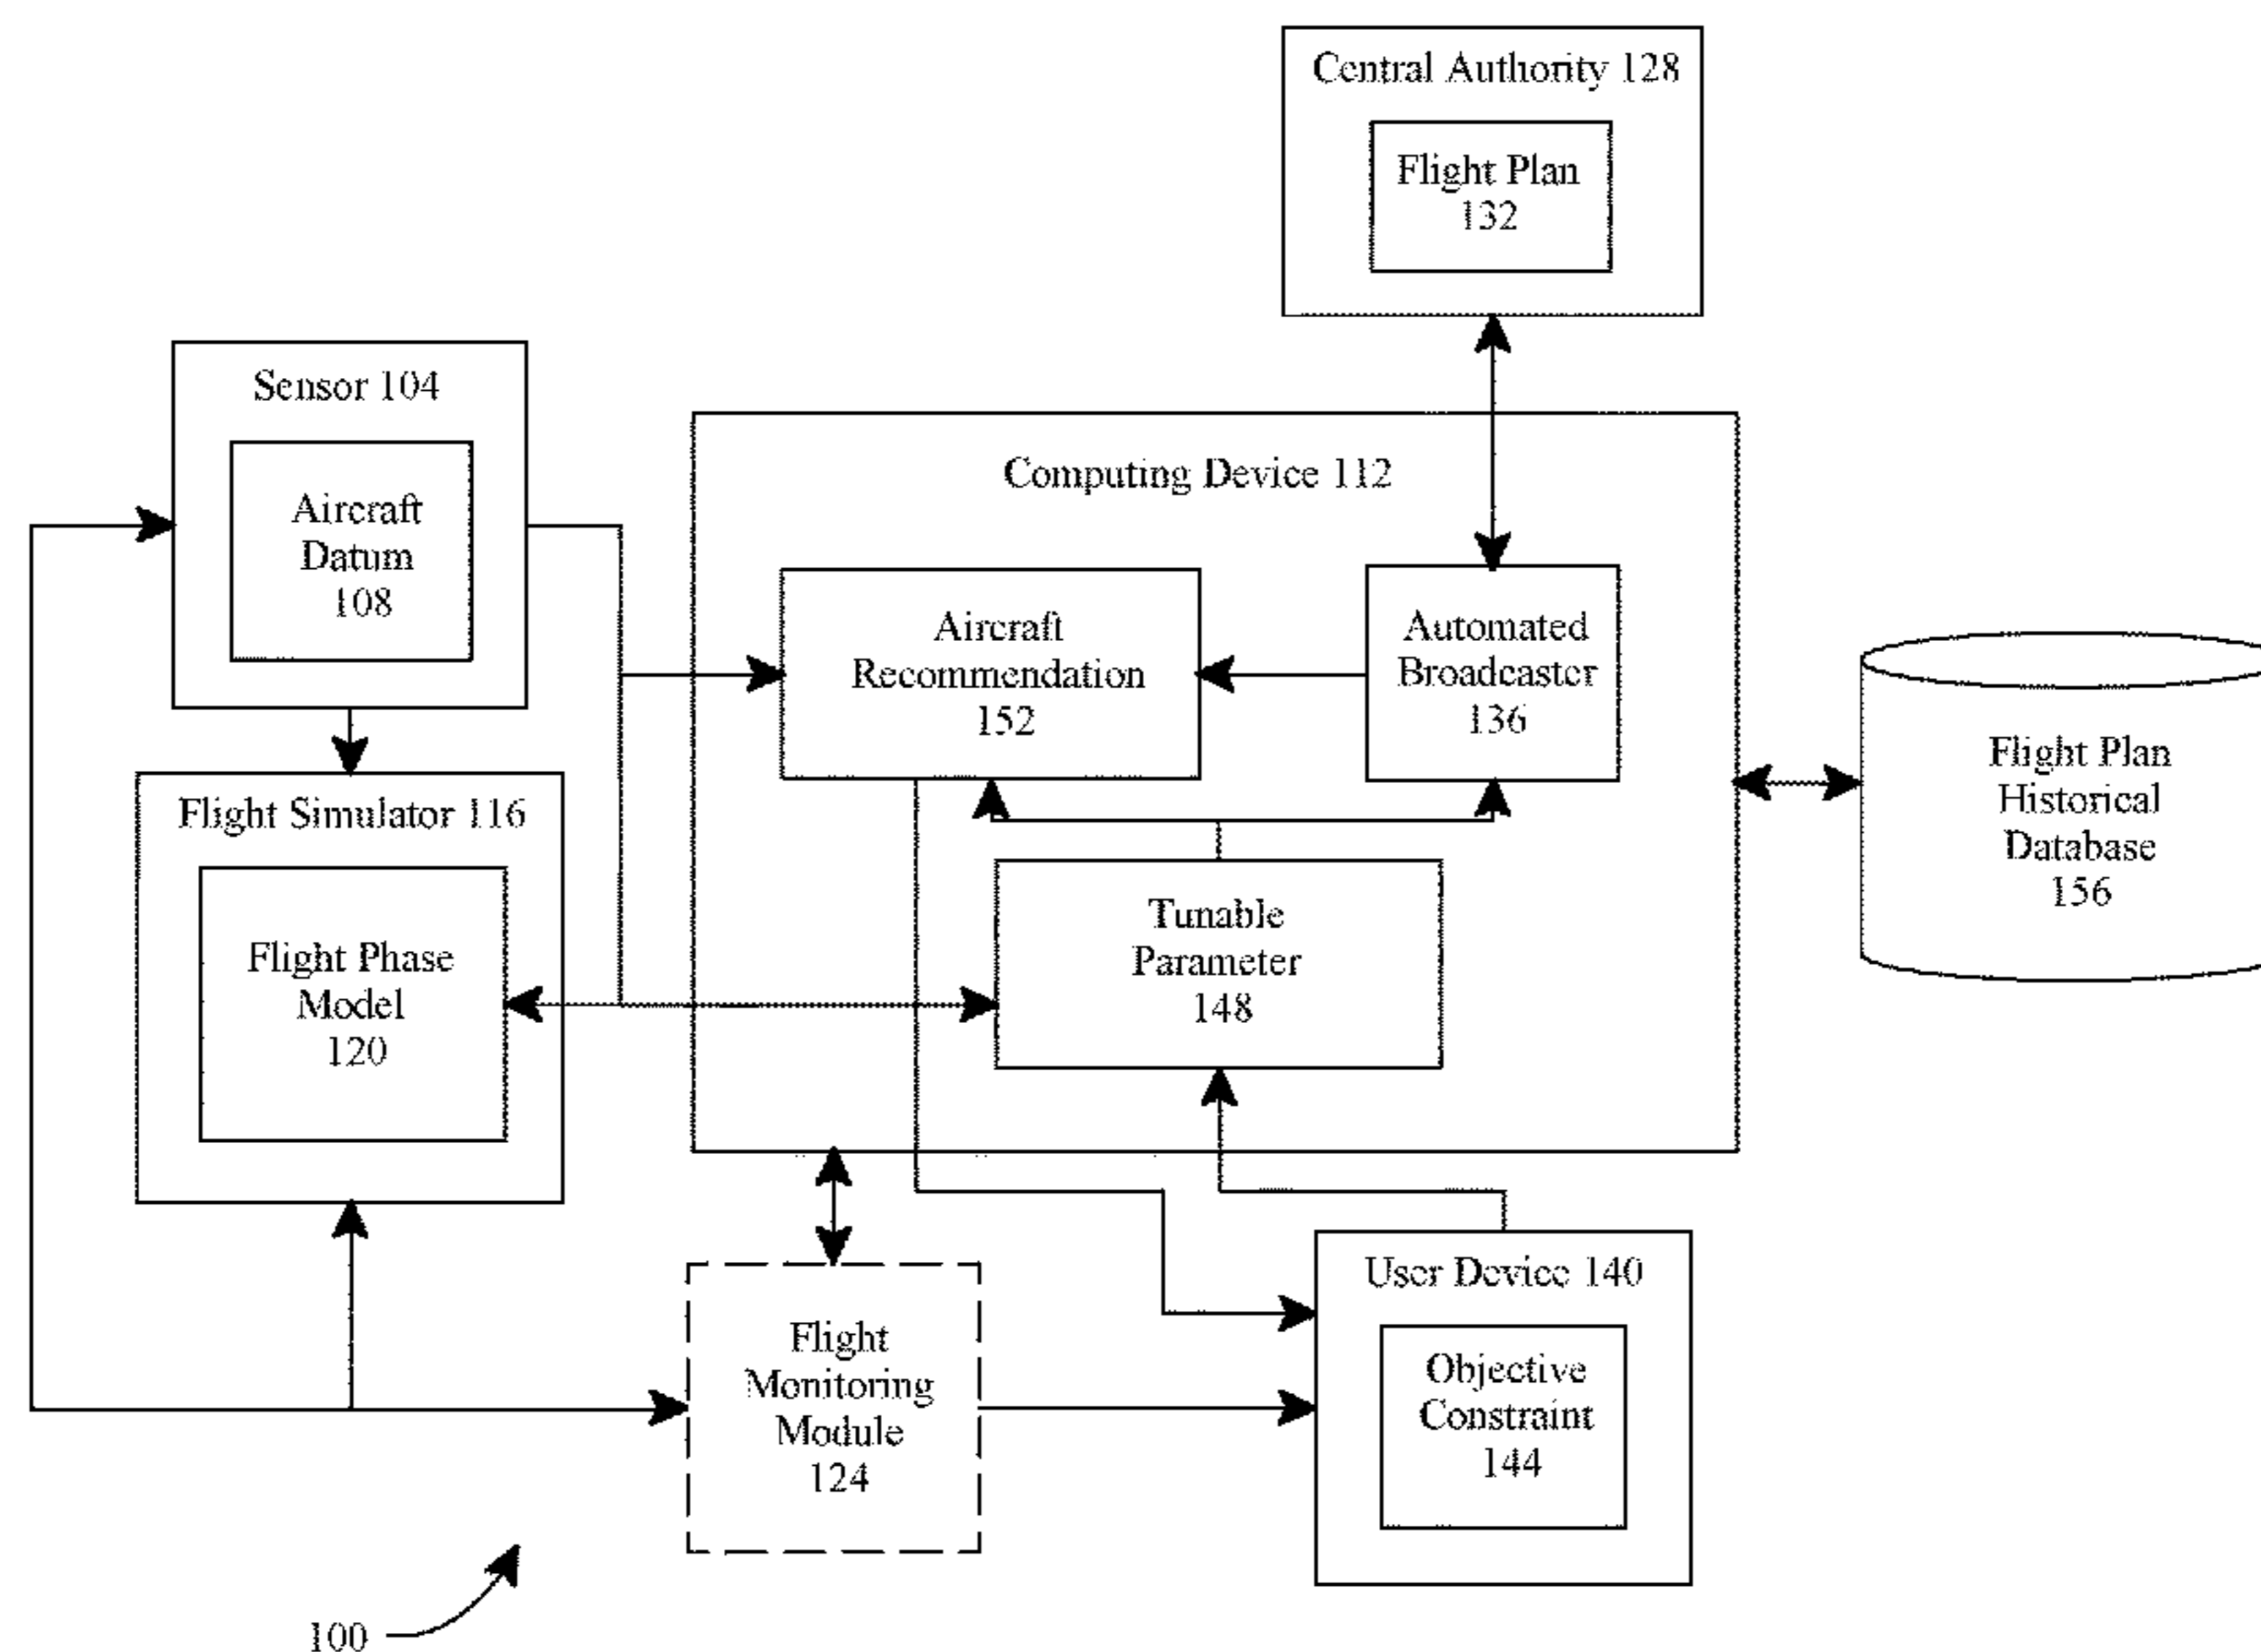 Central Authority 128
Flight Plan
132
Sensor 104
Aircraft
Datum
108
Computing Device 112
Aircraft
Recommendation
152
Automated
Broadcaster
136
Flight Plan
Historical
Database
156
Flight Simulator 116
Flight Phase
Model
120
Tunable
Parameter
148
Flight
Monitoring
Module
124
User Device 140
Objective
Constraint
144
100